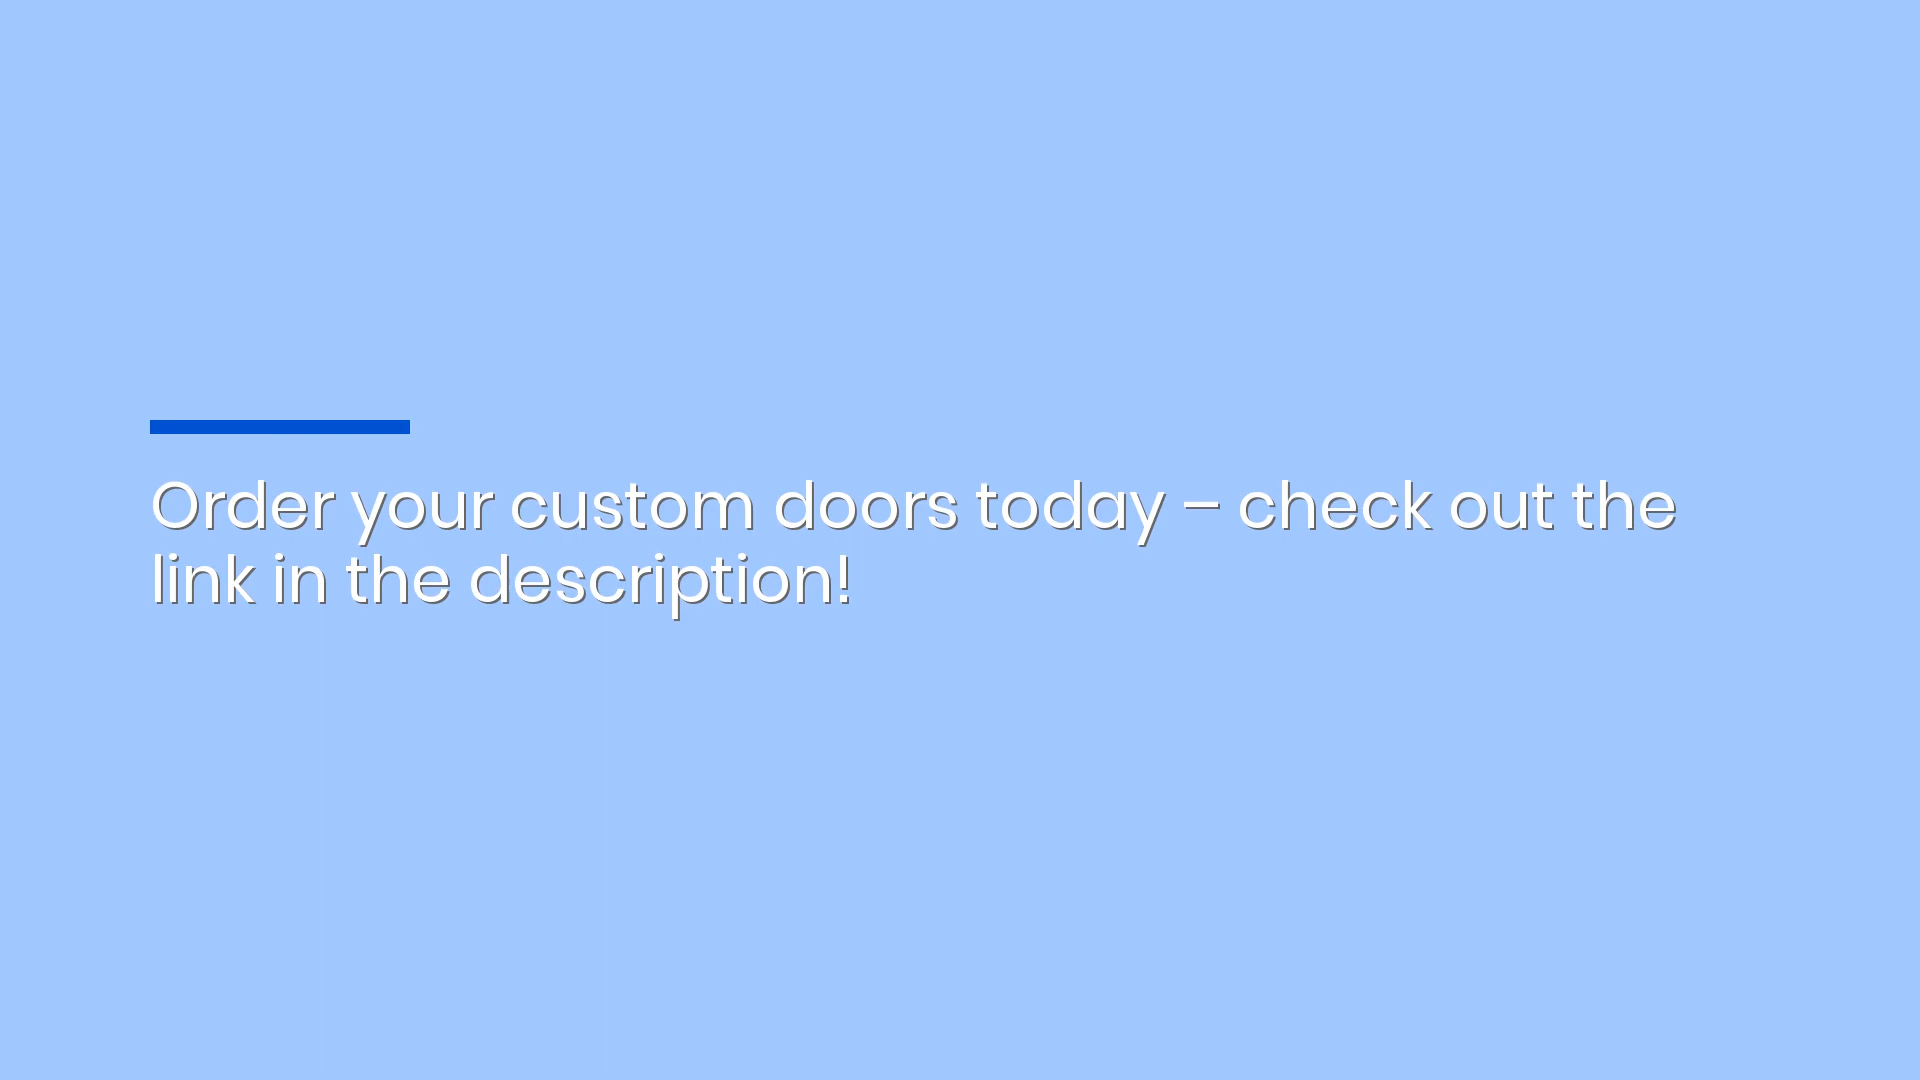 Order your custom doors today – check out the
link in the description!